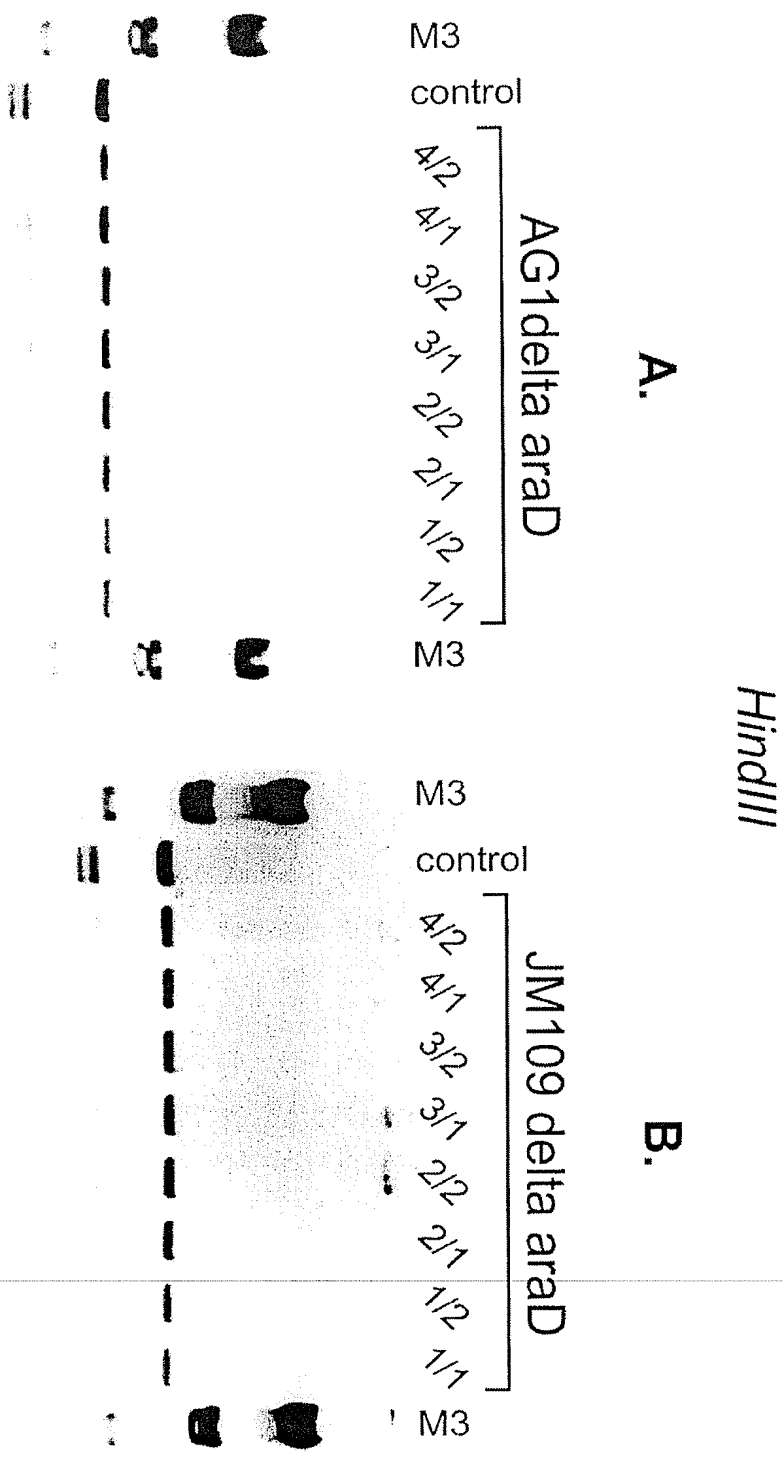 HindIII
A.
AG1delta araD
M3
control
4/2
4/1
3/2
3/1
2/2
2/1
1/2
1/1
M3
B.
JM109 delta araD
M3
control
4/2
4/1
3/2
3/1
2/2
2/1
1/2
1/1
M3